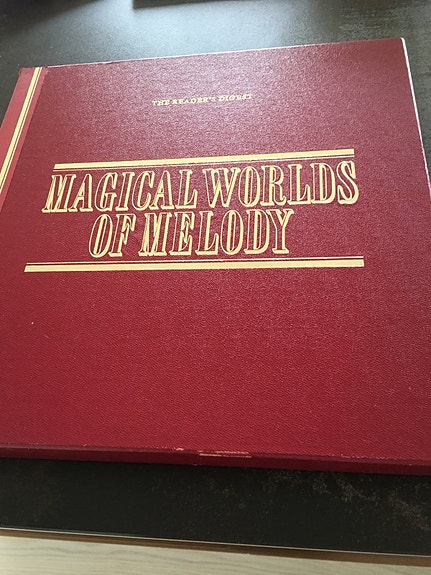 THE READER'S DIGEST
MAGICAL WORLDS
OF MELODY